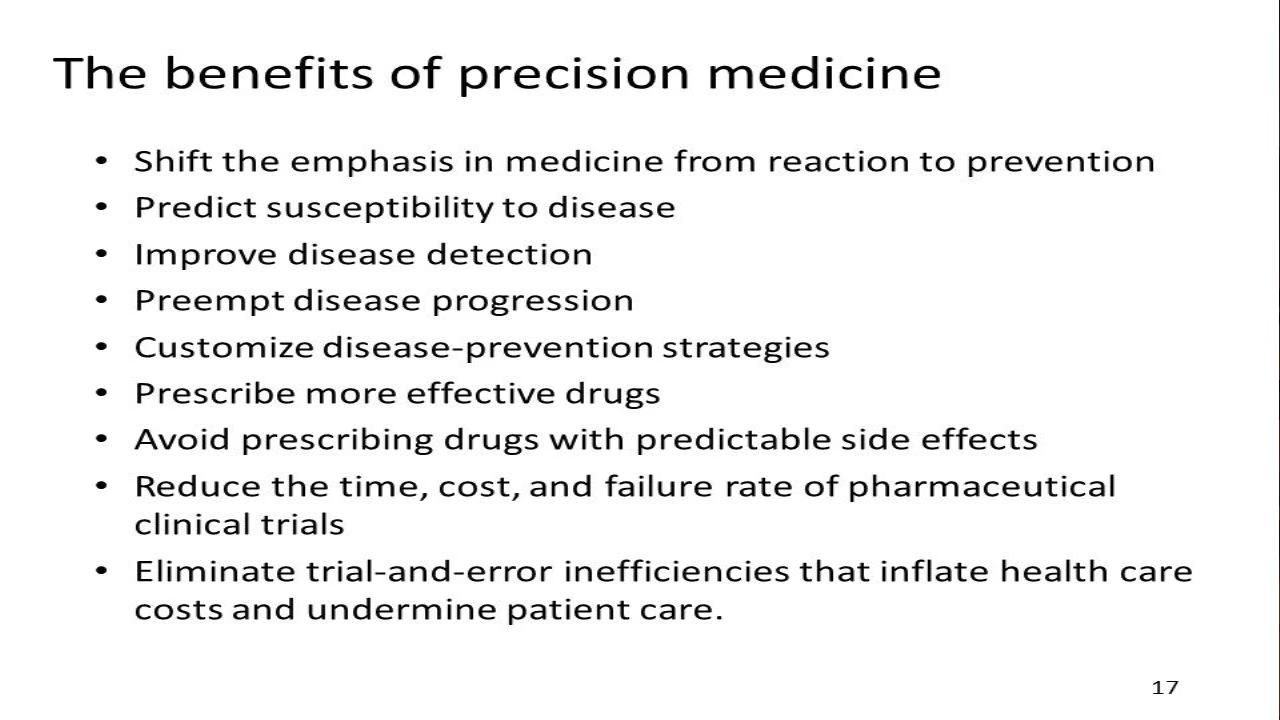 The benefits of precision medicine
• Shift the emphasis in medicine from reaction to prevention
• Predict susceptibility to disease
• Improve disease detection
• Preempt disease progression
• Customize disease-prevention strategies
• Prescribe more effective drugs
• Avoid prescribing drugs with predictable side effects
• Reduce the time, cost, and failure rate of pharmaceutical
clinical trials
• Eliminate trial-and-error inefficiencies that inflate health care
costs and undermine patient care.
17